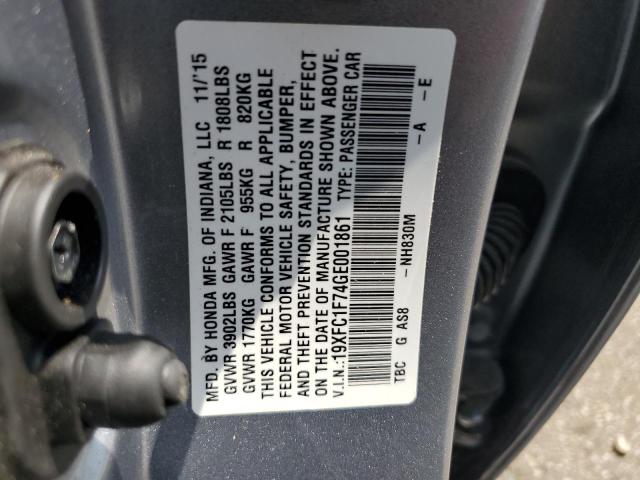 MFD. BY HONDA MFG. OF INDIANA, LLC 11/'15
GVWR 3902LBS GAWR F 2105LBS R 1808LBS
GVWR 1770KG GAWR F 955KG R 820KG
THIS VEHICLE CONFORMS TO ALL APPLICABLE
FEDERAL MOTOR VEHICLE SAFETY, BUMPER,
AND THEFT PREVENTION STANDARDS IN EFFECT
ON THE DATE OF MANUFACTURE SHOWN ABOVE.
V.I.N.:19XFC1F74GE001861 TYPE: PASSENGER CAR
TBC G AS8 - NH830M - A - E